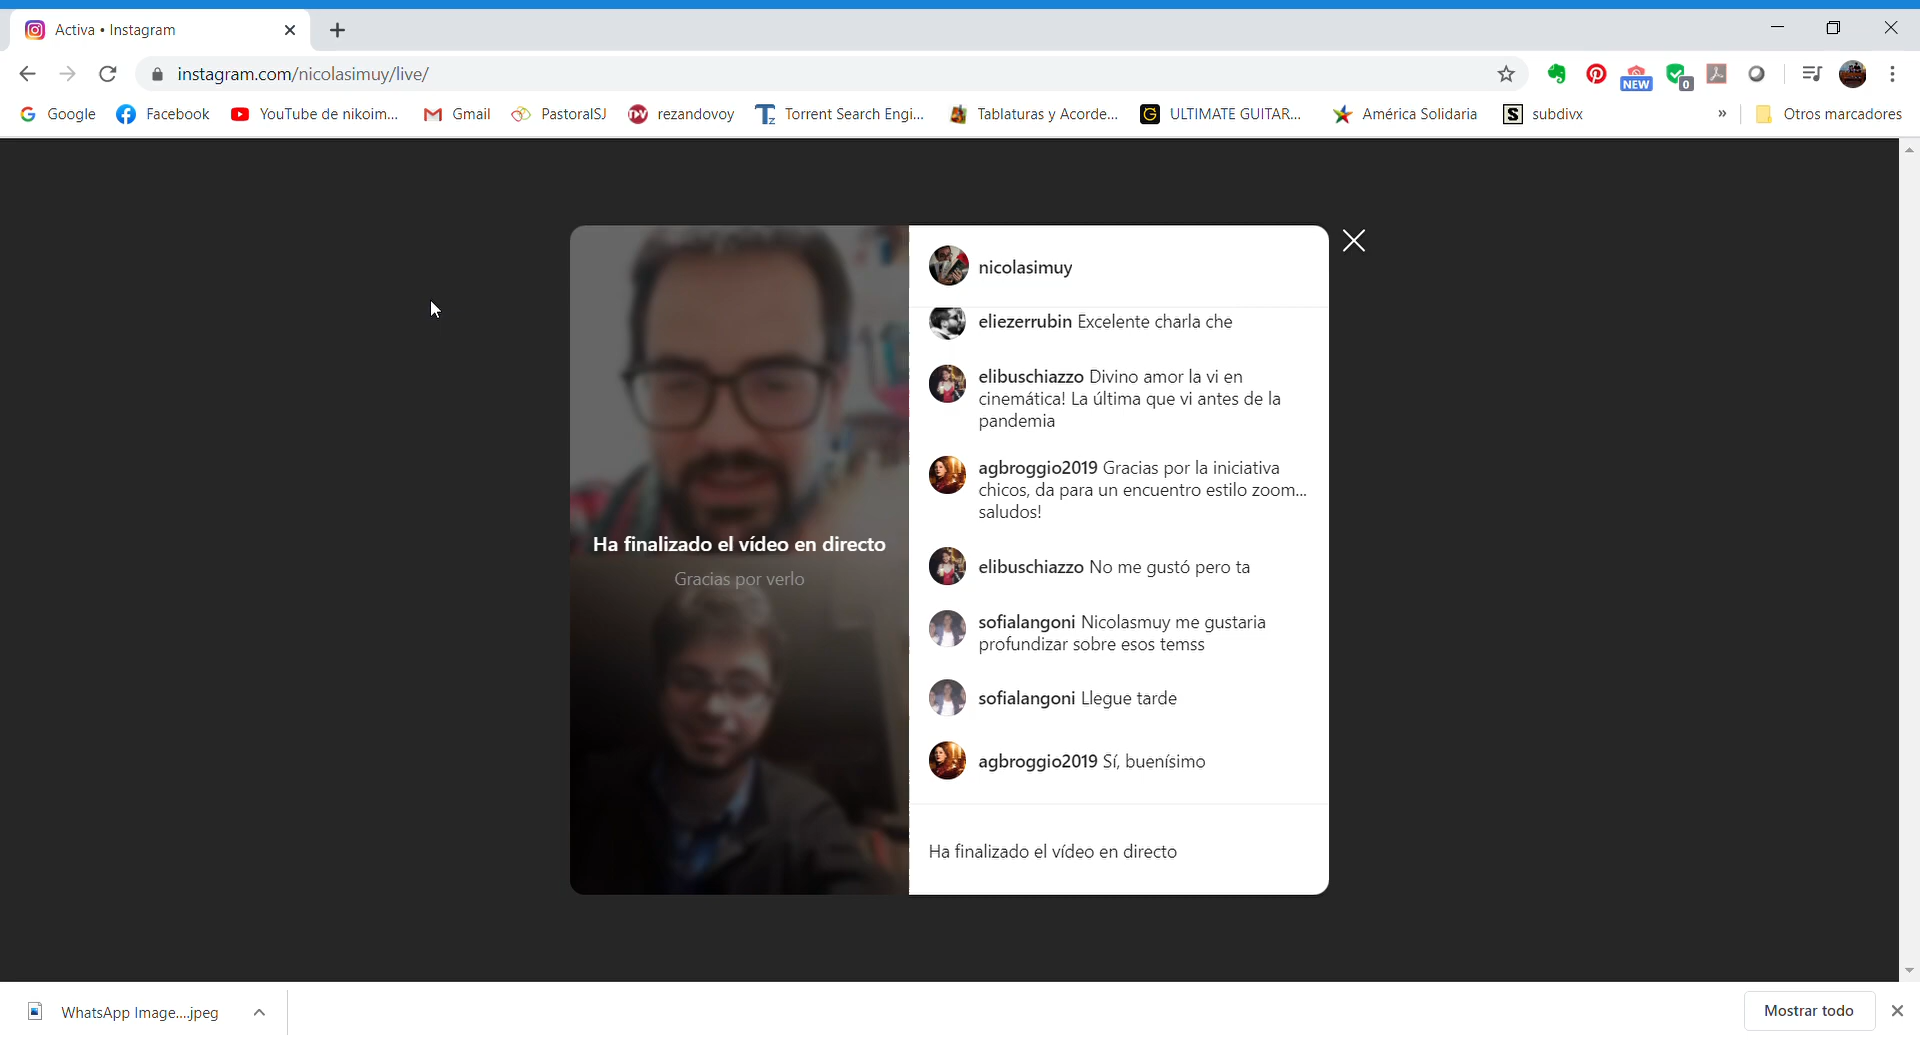 Activa • Instagram
instagram.com/nicolasimuy/live/
NEW
0
Google
Facebook
YouTube de nikoim...
Gmail
PastoralSJ
rezandovoy
Torrent Search Engi...
Tablaturas y Acorde...
ULTIMATE GUITAR...
América Solidaria
subdivx
»
Otros marcadores
nicolasimuy
eliezerrubin Excelente charla che
elibuschiazzo Divino amor la vi en
cinemática! La última que vi antes de la
pandemia
agbroggio2019 Gracias por la iniciativa
chicos, da para un encuentro estilo zoom...
saludos!
elibuschiazzo No me gustó pero ta
sofialangoni Nicolasmuy me gustaria
profundizar sobre esos temss
sofialangoni Llegue tarde
agbroggio2019 Sí, buenísimo
Ha finalizado el vídeo en directo
Ha finalizado el vídeo en directo
Gracias por verlo
WhatsApp Image....jpeg
Mostrar todo